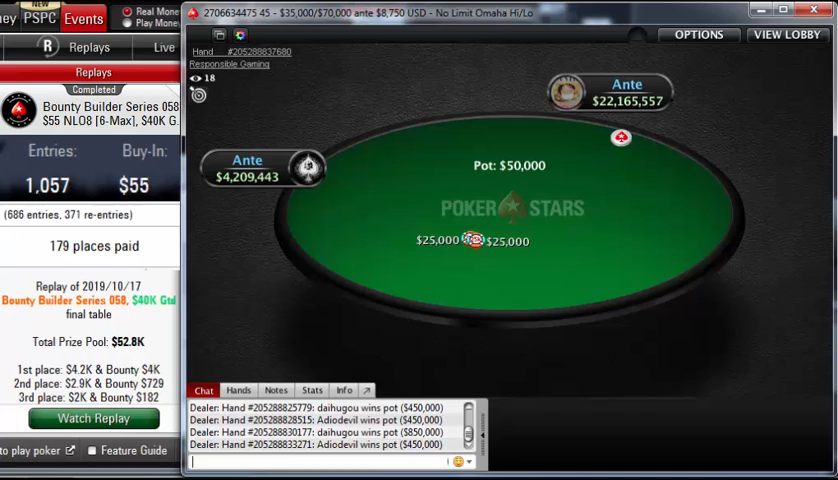 2706634475 45 - $35,000/$70,000 ante $8,750 USD - No Limit Omaha Hi/Lo
NEW
PSPC
Events
Real Mone
Play Money
OPTIONS
VIEW LOBBY
R
Replays
Live
Hand #205288837680
Responsible Gaming
18
Replays
Completed
Bounty Builder Series 058
$55 NLO8 [6-Max], $40K G.
Entries:
Buy-In:
1,057
$55
(686 entries, 371 re-entries)
179 places paid
Replay of 2019/10/17
Bounty Builder Series 058, $40K Gtd
final table
Total Prize Pool: $52.8K
1st place: $4.2K & Bounty $4K
2nd place: $2.9K & Bounty $729
3rd place: $2K & Bounty $182
Watch Replay
to play poker
Feature Guide
Ante
$22,165,557
Ante
$4,209,443
Pot: $50,000
POKER STARS
$25,000
$25,000
Chat
Hands
Notes
Stats
Info
Dealer: Hand #205288825779: daihugou wins pot ($450,000)
Dealer: Hand #205288828515: Adiodevil wins pot ($450,000)
Dealer: Hand #205288830177: daihugou wins pot ($850,000)
Dealer: Hand #205288833271: Adiodevil wins pot ($450,000)